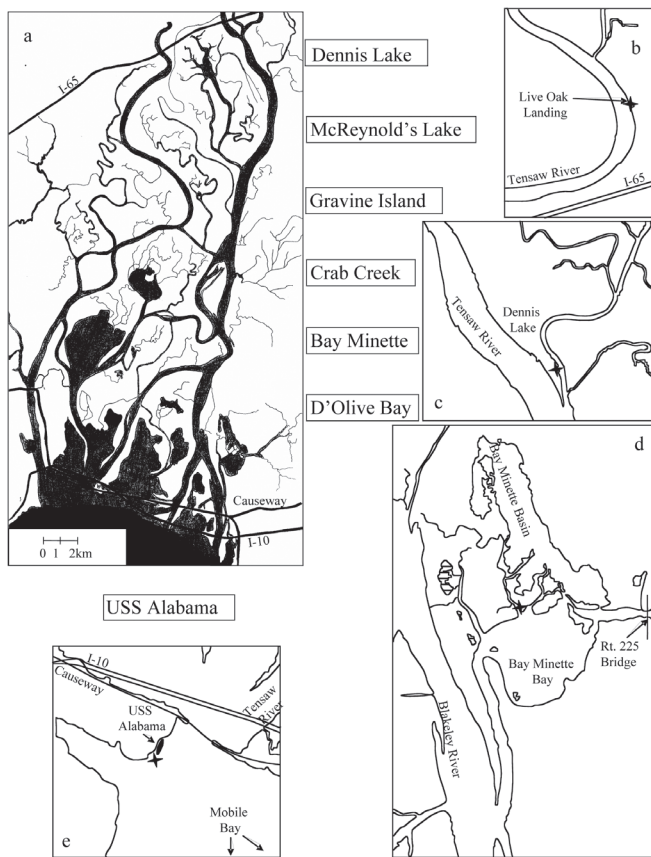 a
I-65
Causeway
I-10
0 1 2km
Dennis Lake
McReynold's Lake
Gravine Island
Crab Creek
Bay Minette
D'Olive Bay
USS Alabama
b
Live Oak
Landing
Tensaw River
I-65
Tensaw River
Dennis
Lake
c
d
Bay Minette Basin
Rt. 225
Bridge
Bay Minette
Bay
Blakeley River
I-10
Causeway
USS
Alabama
Tensaw
River
Mobile
Bay
e